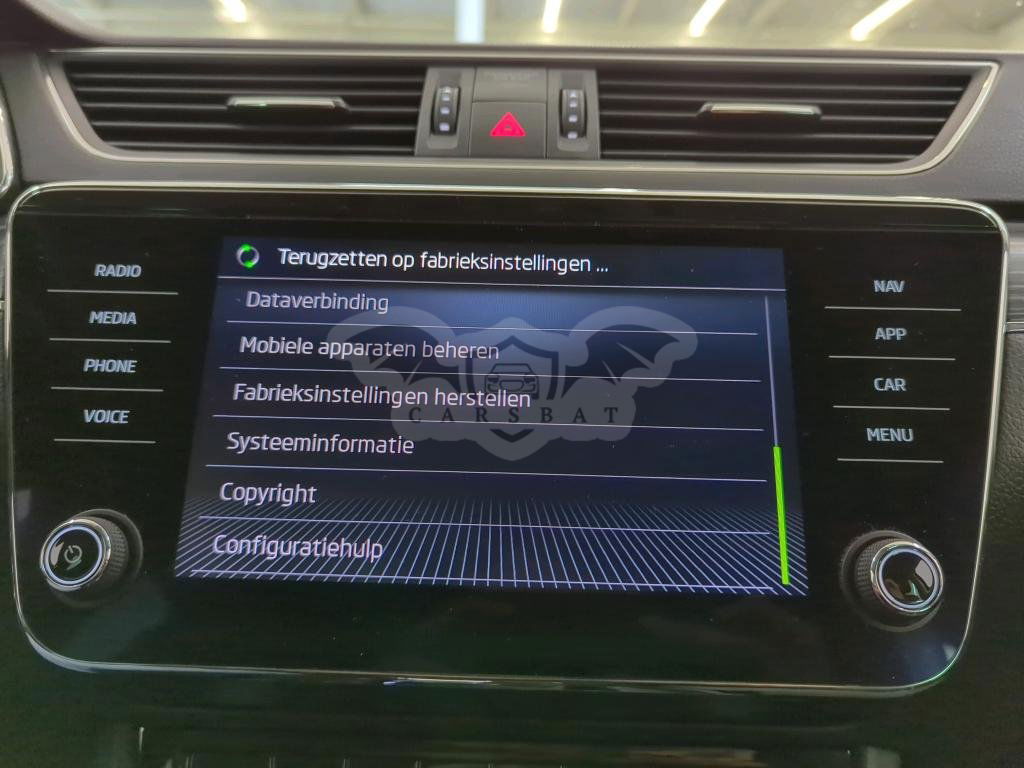 RADIO
MEDIA
PHONE
VOICE
Terugzetten op fabrieksinstellingen ...
Dataverbinding
Mobiele apparaten beheren
Fabrieksinstellingen herstellen
Systeeminformatie
Copyright
Configuratiehulp
NAV
APP
CAR
MENU
CARSBAT